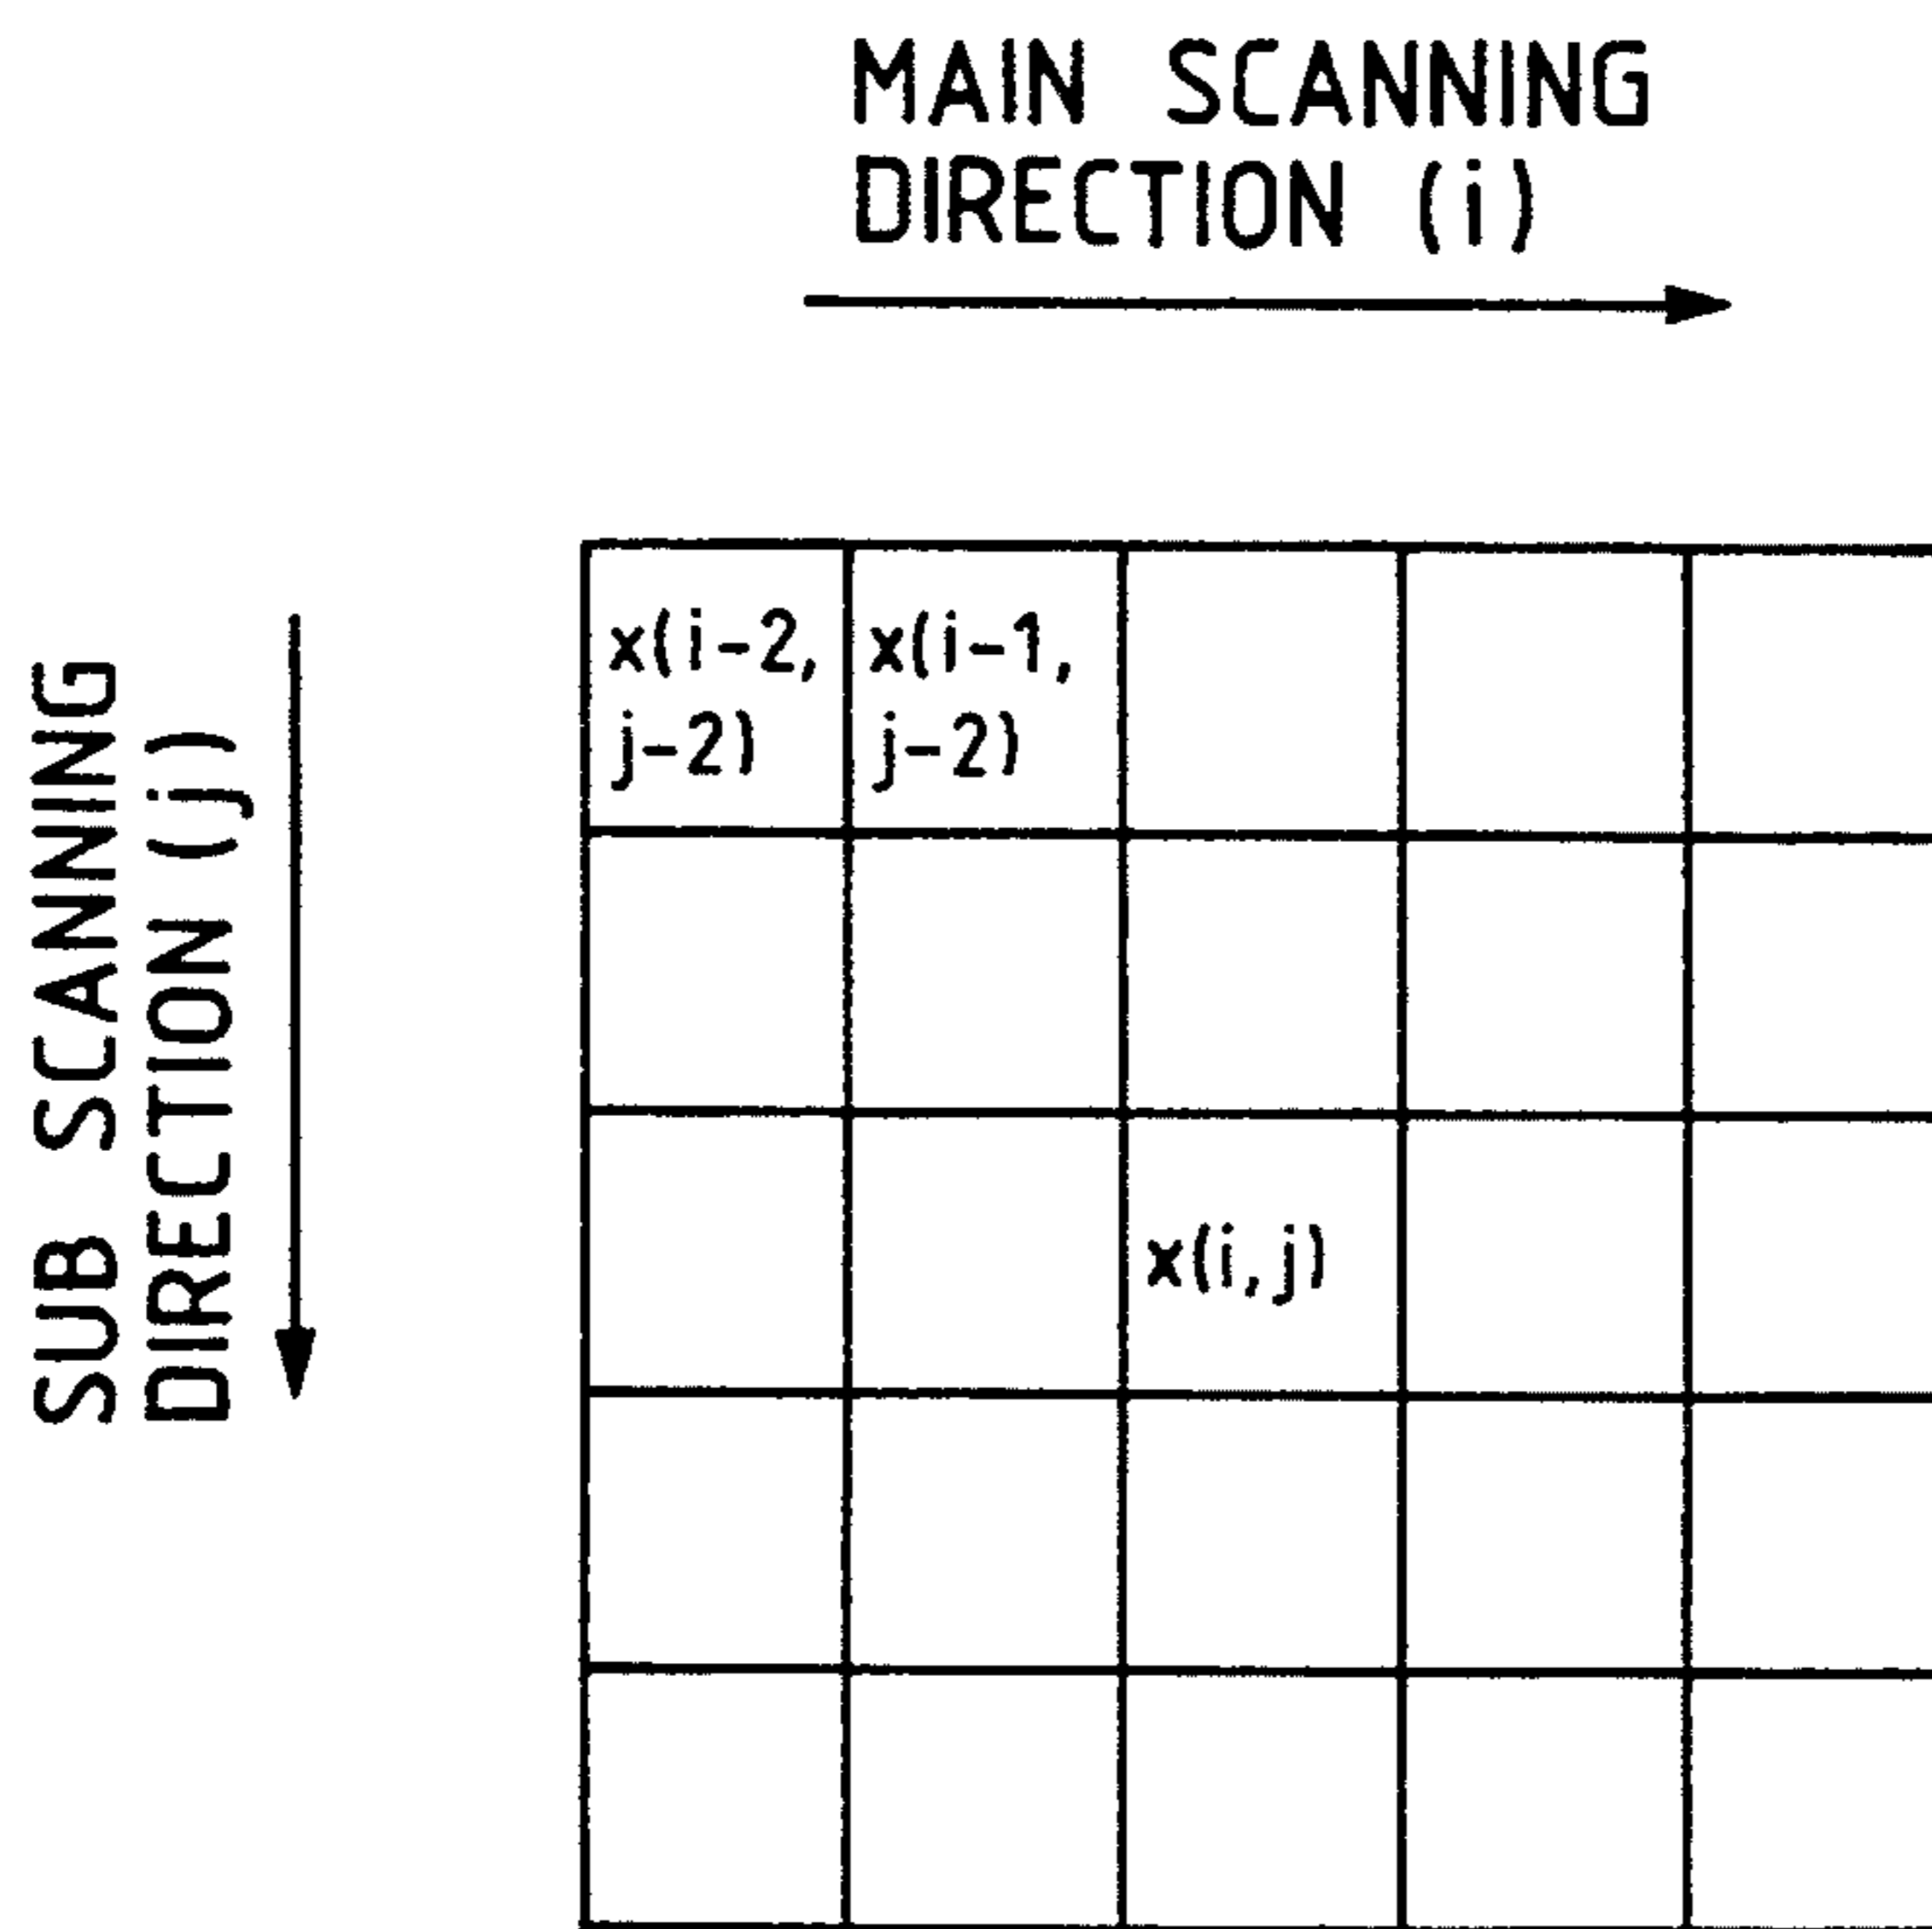 MAIN SCANNING
DIRECTION (i)
SUB SCANNING
DIRECTION (j)
x(i-2,
j-2)
x(i-1,
j-2)
x(i,j)